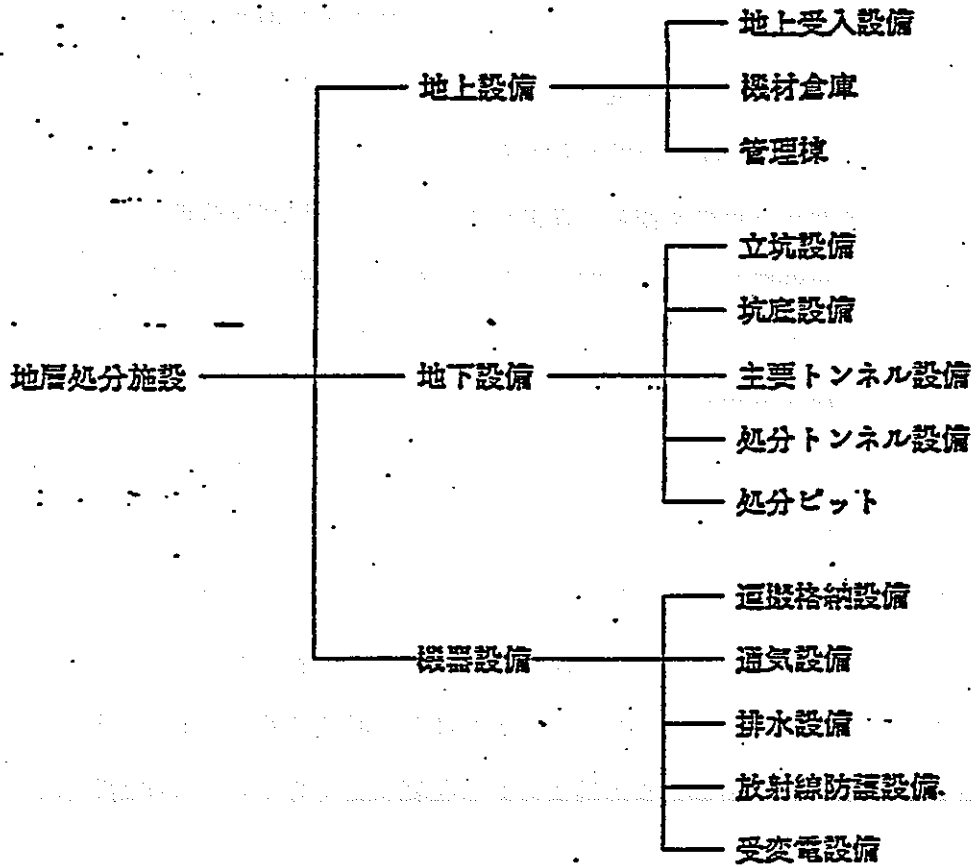 地層処分施設
地上設備
地上受入設備
機材倉庫
管理棟
地下設備
立坑設備
坑底設備
主要トンネル設備
処分トンネル設備
処分ピット
機器設備
運搬格納設備
通気設備
排水設備
放射線防護設備
受変電設備